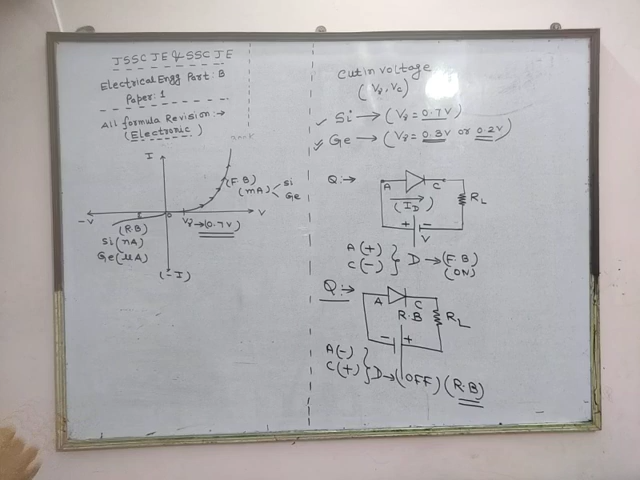 JSSC JE & SSC JE
Electrical Engg Part: B
Paper: 1
All formula Revision:→
(Electronic)
I
(F.B)
(mA)
Si
Ge
-V
0
Vγ→(0.7V)
V
(R.B)
Si(nA)
Ge(μA)
(-I)
Cut in voltage
(Vγ, Vc)
✓ Si → (Vγ = 0.7V)
✓ Ge → (Vγ = 0.3V or 0.2V)
Q:→
A C
RL
(ID)
+ -
V
A(+)
C(-) } D → (F.B)
(ON)
Q:→
A C
R.B
RL
- +
A(-)
C(+) } D → (OFF) (R.B)